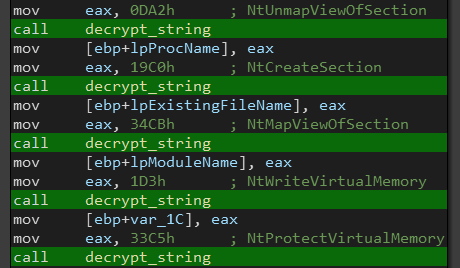 mov eax, 0DA2h ; NtUnmapViewOfSection
call decrypt_string
mov [ebp+lpProcName], eax
mov eax, 19C0h ; NtCreateSection
call decrypt_string
mov [ebp+lpExistingFileName], eax
mov eax, 34CBh ; NtMapViewOfSection
call decrypt_string
mov [ebp+lpModuleName], eax
mov eax, 1D3h ; NtWriteVirtualMemory
call decrypt_string
mov [ebp+var_1C], eax
mov eax, 33C5h ; NtProtectVirtualMemory
call decrypt_string